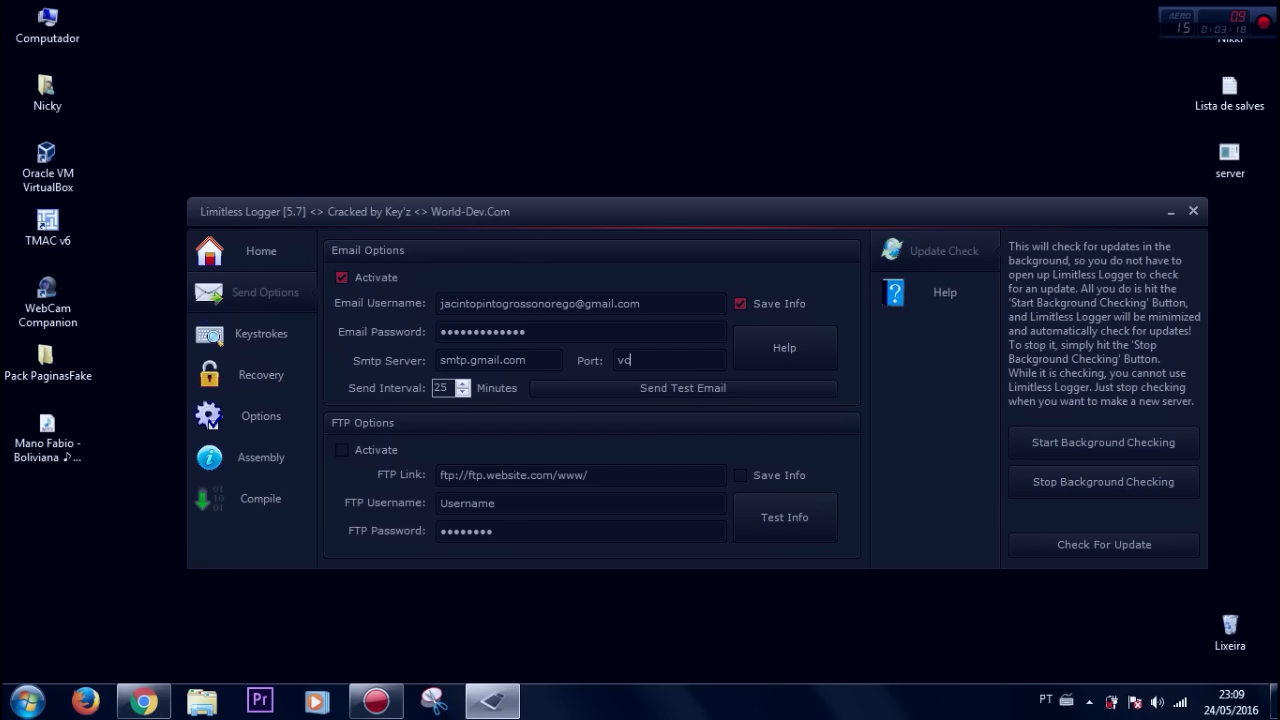 Computador
Nicky
Oracle VM
VirtualBox
TMAC v6
WebCam
Companion
Pack PaginasFake
Mano Fabio -
Boliviana ♪...
AERO
15
09
0:03:18
Nikki
Lista de salves
server
Limitless Logger [5.7] <> Cracked by Key'z <> World-Dev.Com
Home
Send Options
Keystrokes
Recovery
Options
Assembly
Compile
Email Options
Activate
Email Username: jacintopintogrossonorego@gmail.com Save Info
Email Password: •••••••••••••
Help
Smtp Server: smtp.gmail.com Port: vc
Send Interval: 25 Minutes Send Test Email
FTP Options
Activate
FTP Link: ftp://ftp.website.com/www/ Save Info
FTP Username: Username
Test Info
FTP Password: ••••••••
Update Check
Help
This will check for updates in the
background, so you do not have to
open up Limitless Logger to check
for an update. All you do is hit the
'Start Background Checking' Button,
and Limitless Logger will be minimized
and automatically check for updates!
To stop it, simply hit the 'Stop
Background Checking' Button.
While it is checking, you cannot use
Limitless Logger. Just stop checking
when you want to make a new server.
Start Background Checking
Stop Background Checking
Check For Update
Lixeira
Pr
PT
23:09
24/05/2016